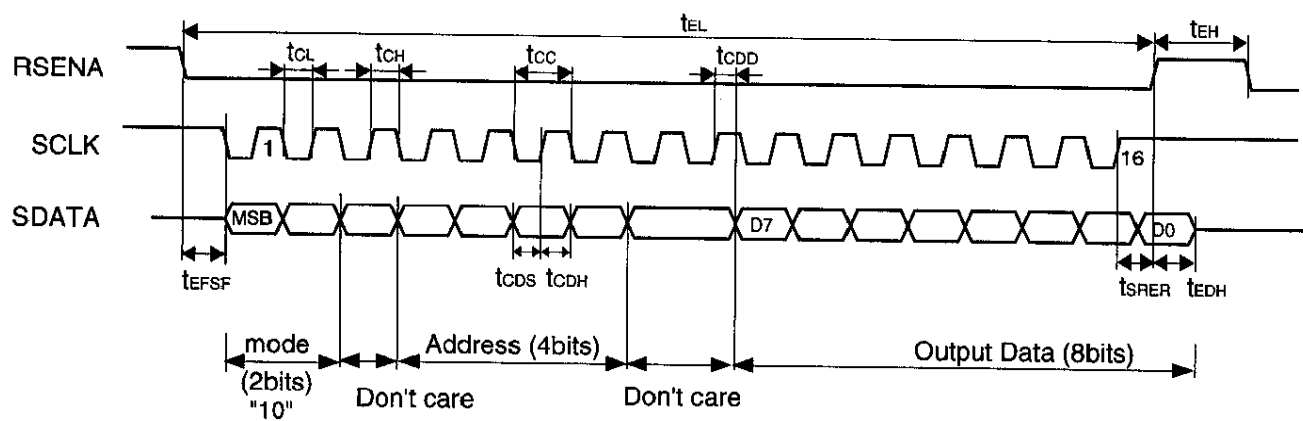 tEL
tEH
tCL
tCH
tCC
tCDD
RSENA
SCLK
1
16
SDATA
MSB
D7
D0
tEFSF
tCDS
tCDH
tSRER
tEDH
mode
(2bits)
"10"
Don't care
Address (4bits)
Don't care
Output Data (8bits)